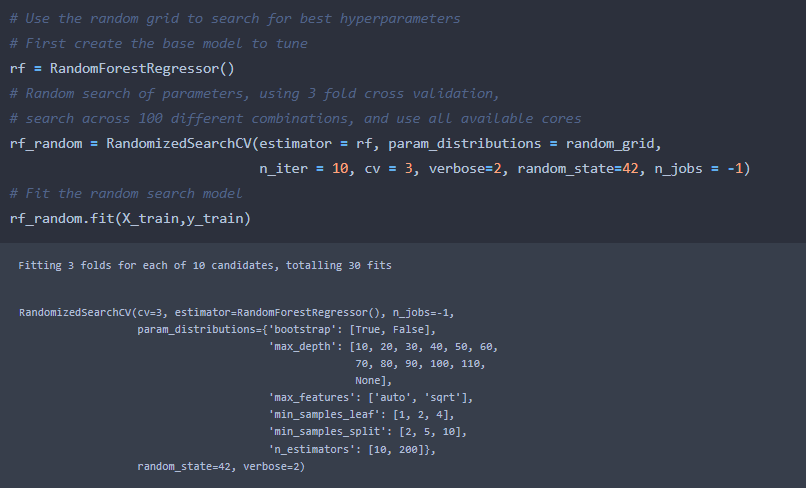 # Use the random grid to search for best hyperparameters
# First create the base model to tune
rf = RandomForestRegressor()
# Random search of parameters, using 3 fold cross validation,
# search across 100 different combinations, and use all available cores
rf_random = RandomizedSearchCV(estimator = rf, param_distributions = random_grid,
n_iter = 10, cv = 3, verbose=2, random_state=42, n_jobs = -1)
# Fit the random search model
rf_random.fit(X_train,y_train)
Fitting 3 folds for each of 10 candidates, totalling 30 fits
RandomizedSearchCV(cv=3, estimator=RandomForestRegressor(), n_jobs=-1,
param_distributions={'bootstrap': [True, False],
'max_depth': [10, 20, 30, 40, 50, 60,
70, 80, 90, 100, 110,
None],
'max_features': ['auto', 'sqrt'],
'min_samples_leaf': [1, 2, 4],
'min_samples_split': [2, 5, 10],
'n_estimators': [10, 200]},
random_state=42, verbose=2)